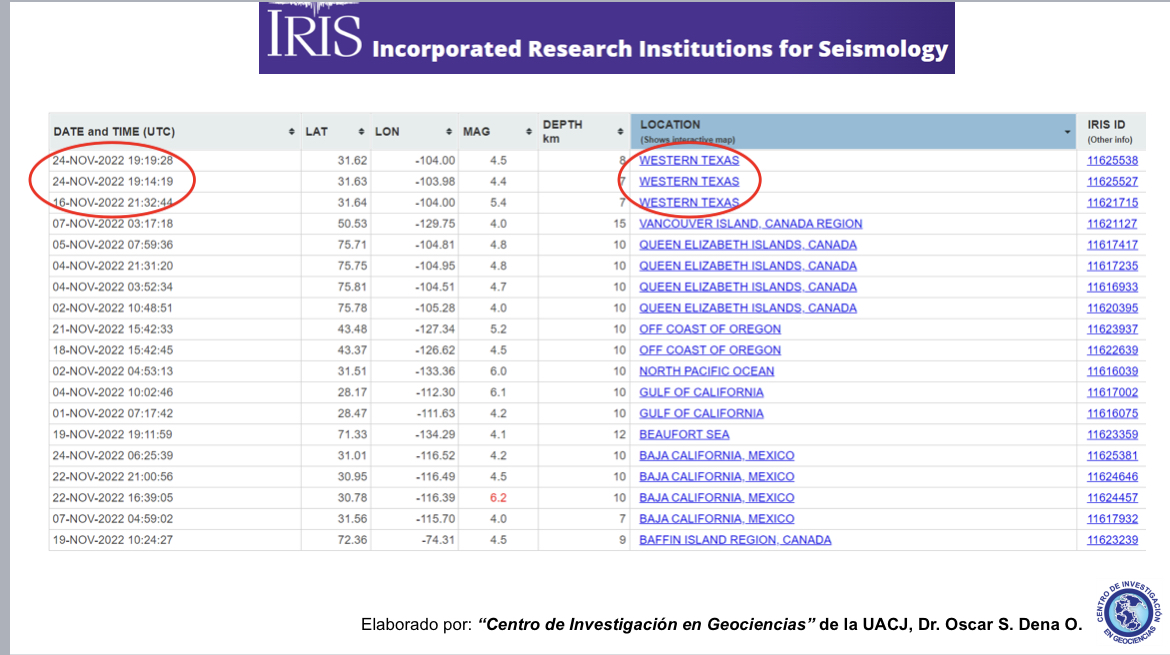 IRIS Incorporated Research Institutions for Seismology
DATE and TIME (UTC) LAT LON MAG DEPTH km LOCATION (Shows interactive map) IRIS ID (Other info)
24-NOV-2022 19:19:28 31.62 -104.00 4.5 8 WESTERN TEXAS 11625538
24-NOV-2022 19:14:19 31.63 -103.98 4.4 7 WESTERN TEXAS 11625527
16-NOV-2022 21:32:44 31.64 -104.00 5.4 7 WESTERN TEXAS 11621715
07-NOV-2022 03:17:18 50.53 -129.75 4.0 15 VANCOUVER ISLAND, CANADA REGION 11621127
05-NOV-2022 07:59:36 75.71 -104.81 4.8 10 QUEEN ELIZABETH ISLANDS, CANADA 11617417
04-NOV-2022 21:31:20 75.75 -104.95 4.8 10 QUEEN ELIZABETH ISLANDS, CANADA 11617235
04-NOV-2022 03:52:34 75.81 -104.51 4.7 10 QUEEN ELIZABETH ISLANDS, CANADA 11616933
02-NOV-2022 10:48:51 75.78 -105.28 4.0 10 QUEEN ELIZABETH ISLANDS, CANADA 11620395
21-NOV-2022 15:42:33 43.48 -127.34 5.2 10 OFF COAST OF OREGON 11623937
18-NOV-2022 15:42:45 43.37 -126.62 4.5 10 OFF COAST OF OREGON 11622639
02-NOV-2022 04:53:13 31.51 -133.36 6.0 10 NORTH PACIFIC OCEAN 11616039
04-NOV-2022 10:02:46 28.17 -112.30 6.1 10 GULF OF CALIFORNIA 11617002
01-NOV-2022 07:17:42 28.47 -111.63 4.2 10 GULF OF CALIFORNIA 11616075
19-NOV-2022 19:11:59 71.33 -134.29 4.1 12 BEAUFORT SEA 11623359
24-NOV-2022 06:25:39 31.01 -116.52 4.2 10 BAJA CALIFORNIA, MEXICO 11625381
22-NOV-2022 21:00:56 30.95 -116.49 4.5 10 BAJA CALIFORNIA, MEXICO 11624646
22-NOV-2022 16:39:05 30.78 -116.39 6.2 10 BAJA CALIFORNIA, MEXICO 11624457
07-NOV-2022 04:59:02 31.56 -115.70 4.0 7 BAJA CALIFORNIA, MEXICO 11617932
19-NOV-2022 10:24:27 72.36 -74.31 4.5 9 BAFFIN ISLAND REGION, CANADA 11623239
Elaborado por: “Centro de Investigación en Geociencias” de la UACJ, Dr. Oscar S. Dena O.
CENTRO DE INVESTIGACIÓN EN GEOCIENCIAS